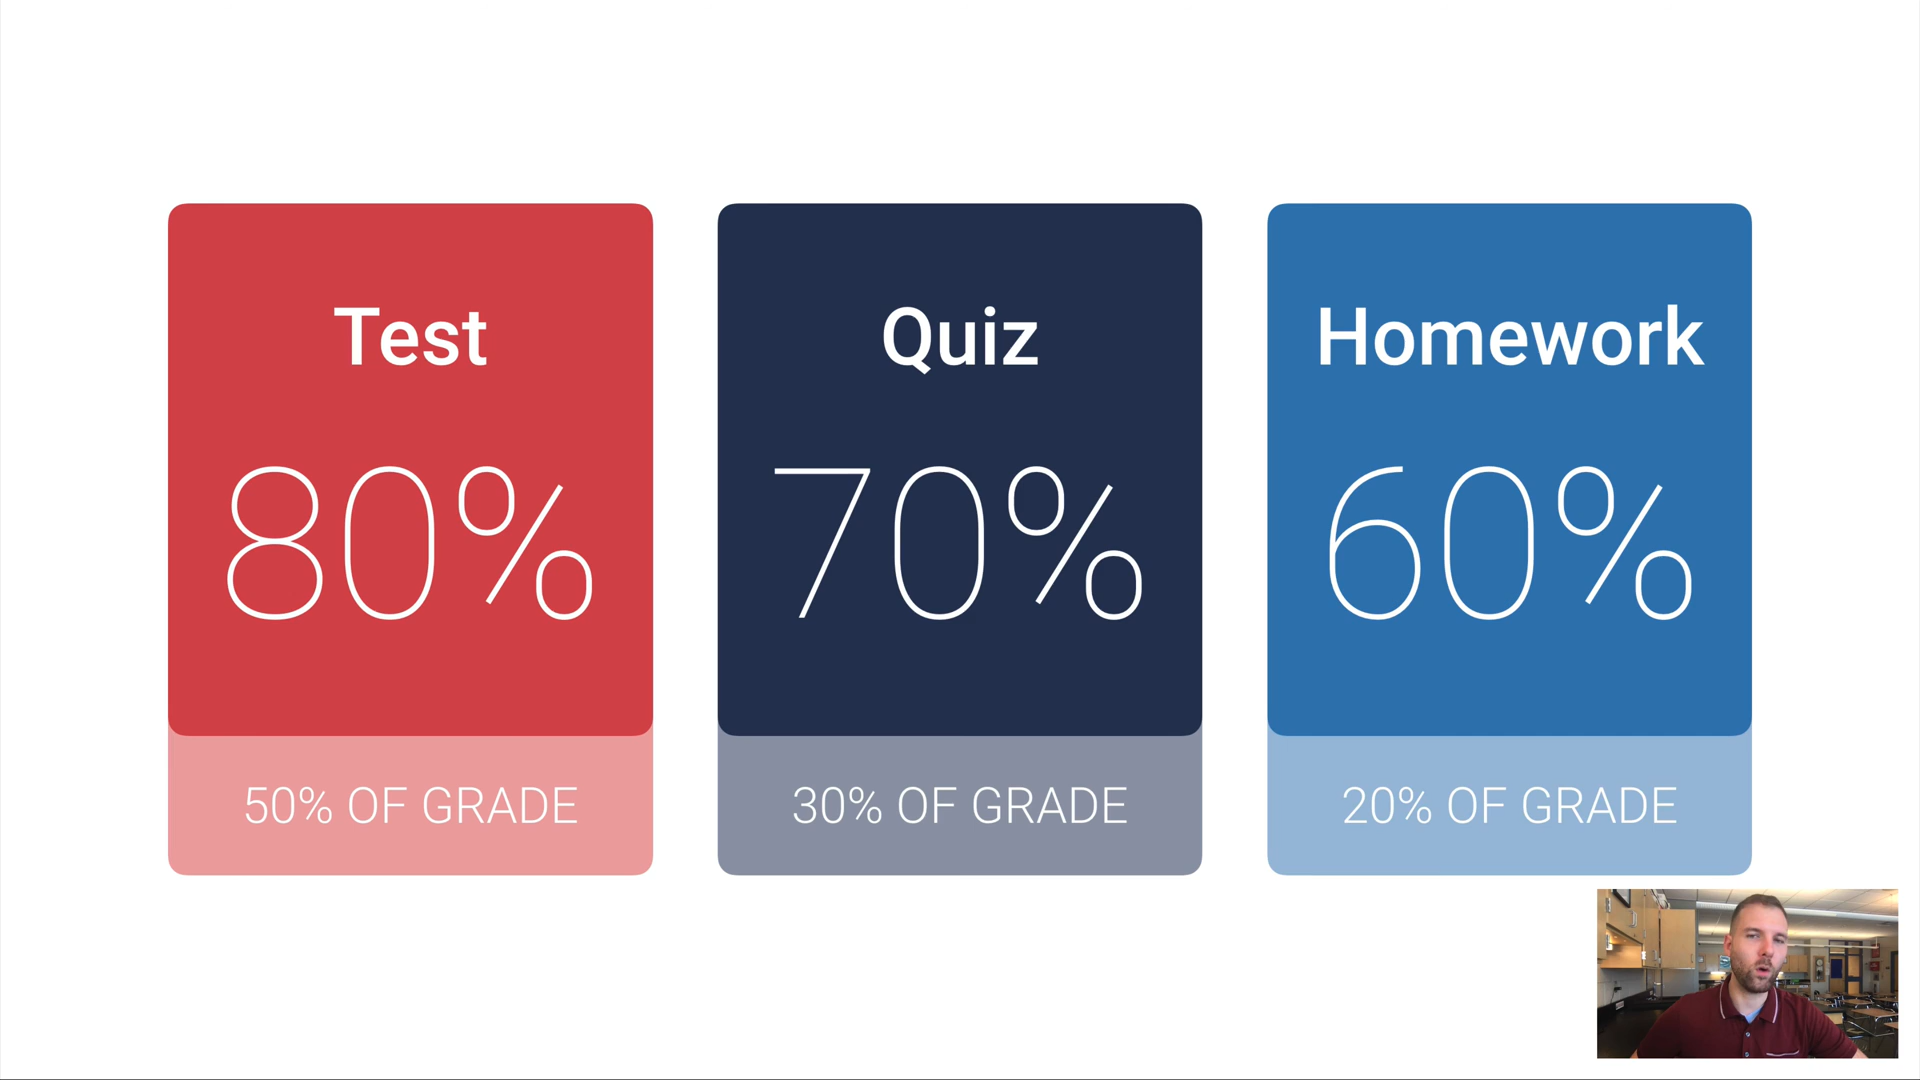 Test
80%
50% OF GRADE
Quiz
70%
30% OF GRADE
Homework
60%
20% OF GRADE